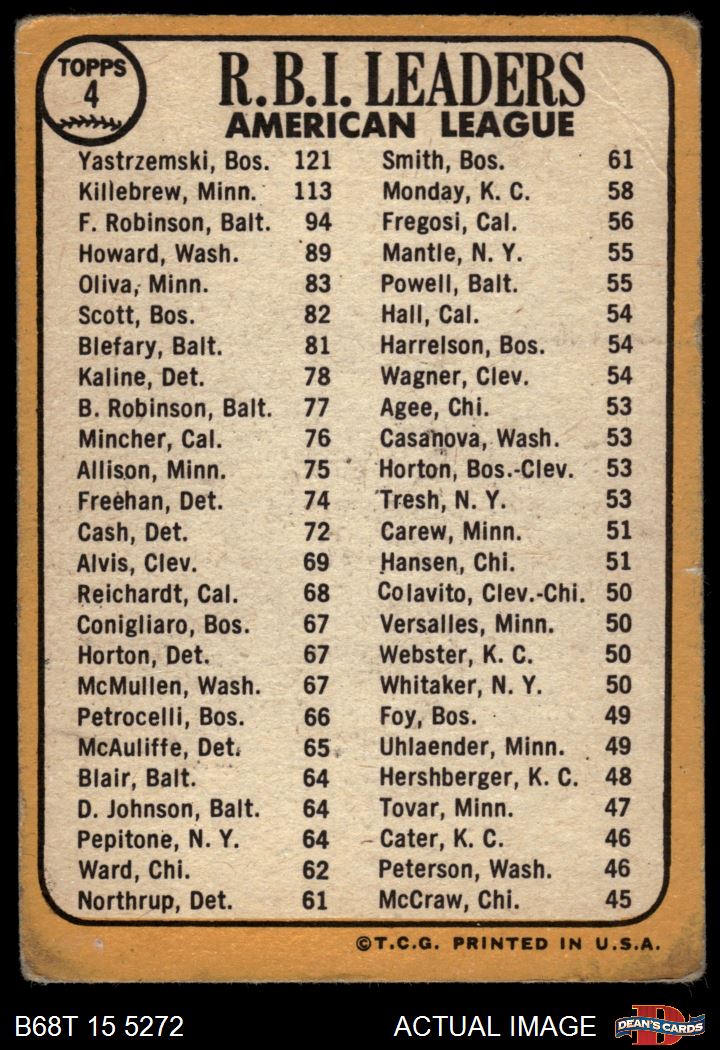 TOPPS
4
R.B.I. LEADERS
AMERICAN LEAGUE
Yastrzemski, Bos. 121
Killebrew, Minn. 113
F. Robinson, Balt. 94
Howard, Wash. 89
Oliva, Minn. 83
Scott, Bos. 82
Blefary, Balt. 81
Kaline, Det. 78
B. Robinson, Balt. 77
Mincher, Cal. 76
Allison, Minn. 75
Freehan, Det. 74
Cash, Det. 72
Alvis, Clev. 69
Reichardt, Cal. 68
Conigliaro, Bos. 67
Horton, Det. 67
McMullen, Wash. 67
Petrocelli, Bos. 66
McAuliffe, Det. 65
Blair, Balt. 64
D. Johnson, Balt. 64
Pepitone, N. Y. 64
Ward, Chi. 62
Northrup, Det. 61
Smith, Bos. 61
Monday, K. C. 58
Fregosi, Cal. 56
Mantle, N. Y. 55
Powell, Balt. 55
Hall, Cal. 54
Harrelson, Bos. 54
Wagner, Clev. 54
Agee, Chi. 53
Casanova, Wash. 53
Horton, Bos.-Clev. 53
Tresh, N. Y. 53
Carew, Minn. 51
Hansen, Chi. 51
Colavito, Clev.-Chi. 50
Versalles, Minn. 50
Webster, K. C. 50
Whitaker, N. Y. 50
Foy, Bos. 49
Uhlaender, Minn. 49
Hershberger, K. C. 48
Tovar, Minn. 47
Cater, K. C. 46
Peterson, Wash. 46
McCraw, Chi. 45
©T.C.G. PRINTED IN U.S.A.
B68T 15 5272
ACTUAL IMAGE
D
DEAN'S CARDS